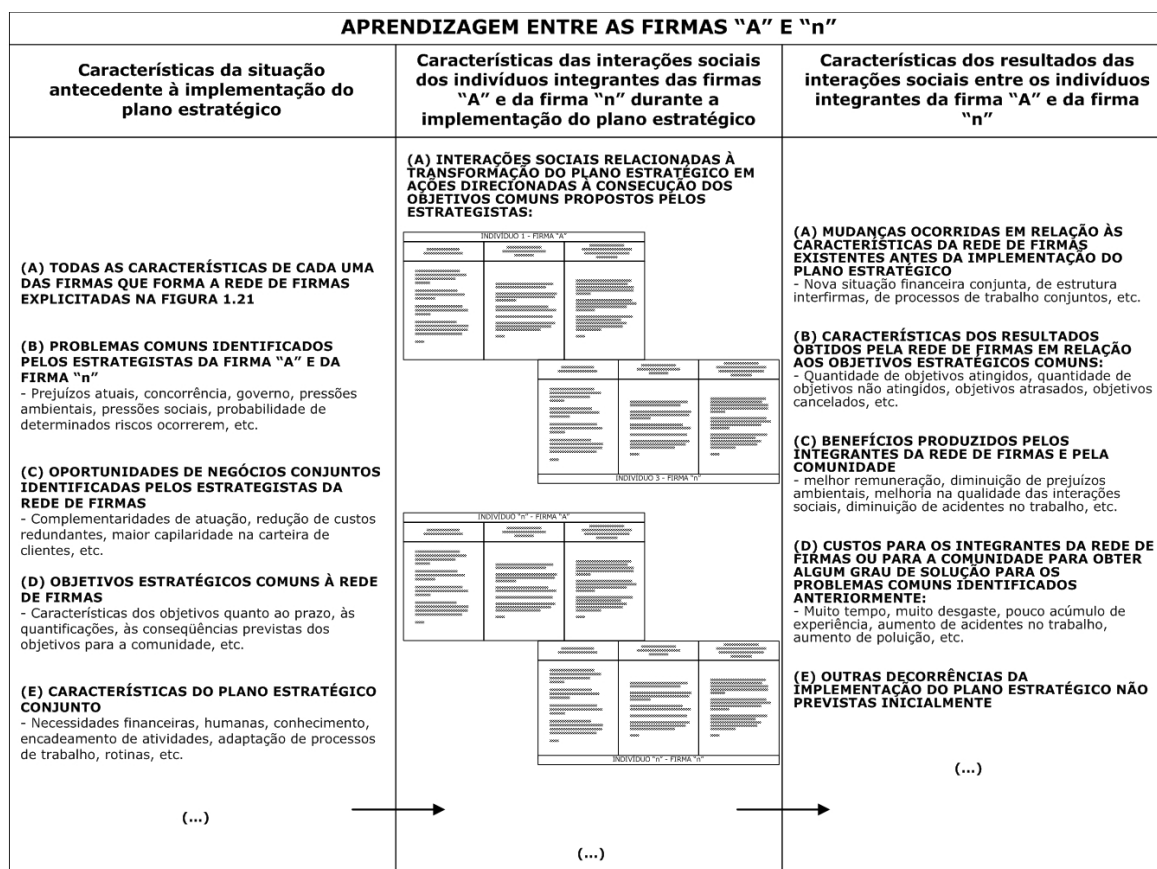 APRENDIZAGEM ENTRE AS FIRMAS “A” E “n”
Características da situação
antecedente à implementação do
plano estratégico
Características das interações sociais
dos indivíduos integrantes das firmas
“A” e da firma “n” durante a
implementação do plano estratégico
Características dos resultados das
interações sociais entre os indivíduos
integrantes da firma “A” e da firma
“n”
(A) TODAS AS CARACTERÍSTICAS DE CADA UMA
DAS FIRMAS QUE FORMA A REDE DE FIRMAS
EXPLICITADAS NA FIGURA 1.21
(B) PROBLEMAS COMUNS IDENTIFICADOS
PELOS ESTRATEGISTAS DA FIRMA “A” E DA
FIRMA “n”
- Prejuízos atuais, concorrência, governo, pressões
ambientais, pressões sociais, probabilidade de
determinados riscos ocorrerem, etc.
(C) OPORTUNIDADES DE NEGÓCIOS CONJUNTOS
IDENTIFICADAS PELOS ESTRATEGISTAS DA
REDE DE FIRMAS
- Complementaridades de atuação, redução de custos
redundantes, maior capilaridade na carteira de
clientes, etc.
(D) OBJETIVOS ESTRATÉGICOS COMUNS À REDE
DE FIRMAS
- Características dos objetivos quanto ao prazo, às
quantificações, às conseqüências previstas dos
objetivos para a comunidade, etc.
(E) CARACTERÍSTICAS DO PLANO ESTRATÉGICO
CONJUNTO
- Necessidades financeiras, humanas, conhecimento,
encadeamento de atividades, adaptação de processos
de trabalho, rotinas, etc.
(...)
(A) INTERAÇÕES SOCIAIS RELACIONADAS À
TRANSFORMAÇÃO DO PLANO ESTRATÉGICO EM
AÇÕES DIRECIONADAS À CONSECUÇÃO DOS
OBJETIVOS COMUNS PROPOSTOS PELOS
ESTRATEGISTAS:
INDIVÍDUO 1 - FIRMA “A”
INDIVÍDUO 3 - FIRMA “n”
INDIVÍDUO “n” - FIRMA “A”
INDIVÍDUO “n” - FIRMA “n”
(...)
(A) MUDANÇAS OCORRIDAS EM RELAÇÃO ÀS
CARACTERÍSTICAS DA REDE DE FIRMAS
EXISTENTES ANTES DA IMPLEMENTAÇÃO DO
PLANO ESTRATÉGICO
- Nova situação financeira conjunta, de estrutura
interfirmas, de processos de trabalho conjuntos, etc.
(B) CARACTERÍSTICAS DOS RESULTADOS
OBTIDOS PELA REDE DE FIRMAS EM RELAÇÃO
AOS OBJETIVOS ESTRATÉGICOS COMUNS:
- Quantidade de objetivos atingidos, quantidade de
objetivos não atingidos, objetivos atrasados, objetivos
cancelados, etc.
(C) BENEFÍCIOS PRODUZIDOS PELOS
INTEGRANTES DA REDE DE FIRMAS E PELA
COMUNIDADE
- melhor remuneração, diminuição de prejuízos
ambientais, melhoria na qualidade das interações
sociais, diminuição de acidentes no trabalho, etc.
(D) CUSTOS PARA OS INTEGRANTES DA REDE DE
FIRMAS OU PARA A COMUNIDADE PARA OBTER
ALGUM GRAU DE SOLUÇÃO PARA OS
PROBLEMAS COMUNS IDENTIFICADOS
ANTERIORMENTE:
- Muito tempo, muito desgaste, pouco acúmulo de
experiência, aumento de acidentes no trabalho,
aumento de poluição, etc.
(E) OUTRAS DECORRÊNCIAS DA
IMPLEMENTAÇÃO DO PLANO ESTRATÉGICO NÃO
PREVISTAS INICIALMENTE
(...)